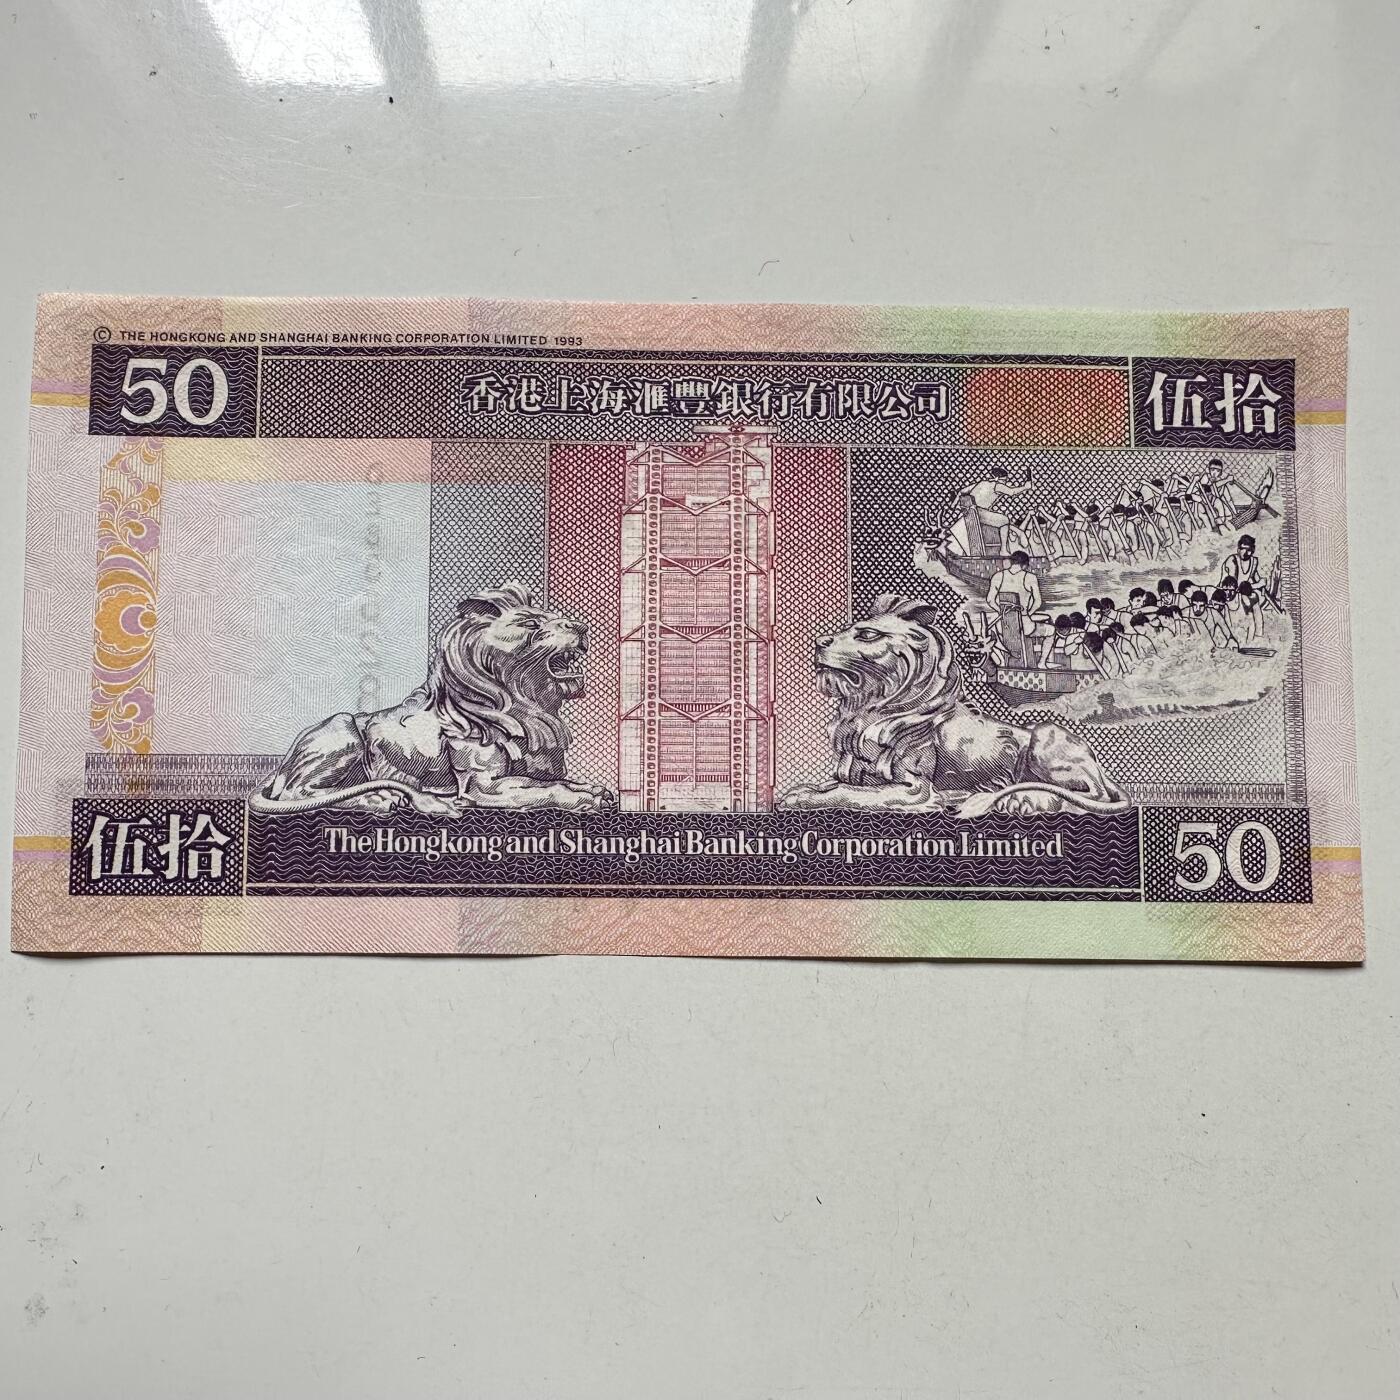 © THE HONGKONG AND SHANGHAI BANKING CORPORATION LIMITED 1993
50
香港上海滙豐銀行有限公司
伍拾
伍拾
The Hongkong and Shanghai Banking Corporation Limited
50